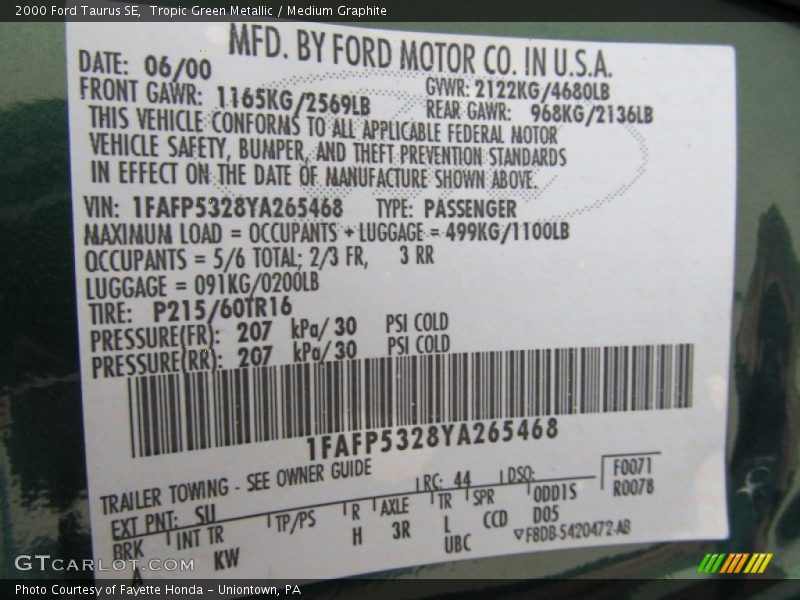 2000 Ford Taurus SE, Tropic Green Metallic / Medium Graphite
MFD. BY FORD MOTOR CO. IN U.S.A.
DATE: 06/00 GVWR: 2122KG/4680LB
FRONT GAWR: 1165KG/2569LB REAR GAWR: 968KG/2136LB
THIS VEHICLE CONFORMS TO ALL APPLICABLE FEDERAL MOTOR
VEHICLE SAFETY, BUMPER, AND THEFT PREVENTION STANDARDS
IN EFFECT ON THE DATE OF MANUFACTURE SHOWN ABOVE.
VIN: 1FAFP5328YA265468 TYPE: PASSENGER
MAXIMUM LOAD = OCCUPANTS + LUGGAGE = 499KG/1100LB
OCCUPANTS = 5/6 TOTAL; 2/3 FR, 3 RR
LUGGAGE = 091KG/0200LB
TIRE: P215/60TR16
PRESSURE(FR): 207 kPa/ 30 PSI COLD
PRESSURE(RR): 207 kPa/ 30 PSI COLD
1FAFP5328YA265468
TRAILER TOWING - SEE OWNER GUIDE
EXT PNT: SU RC: 44 DSO: F0071
BRK INT TR TP/PS R AXLE TR SPR ODD1S R0078
A KW H 3R L CCD D05
UBC ▽F8DB-5420472-AB
GTCARLOT.COM
Photo Courtesy of Fayette Honda - Uniontown, PA